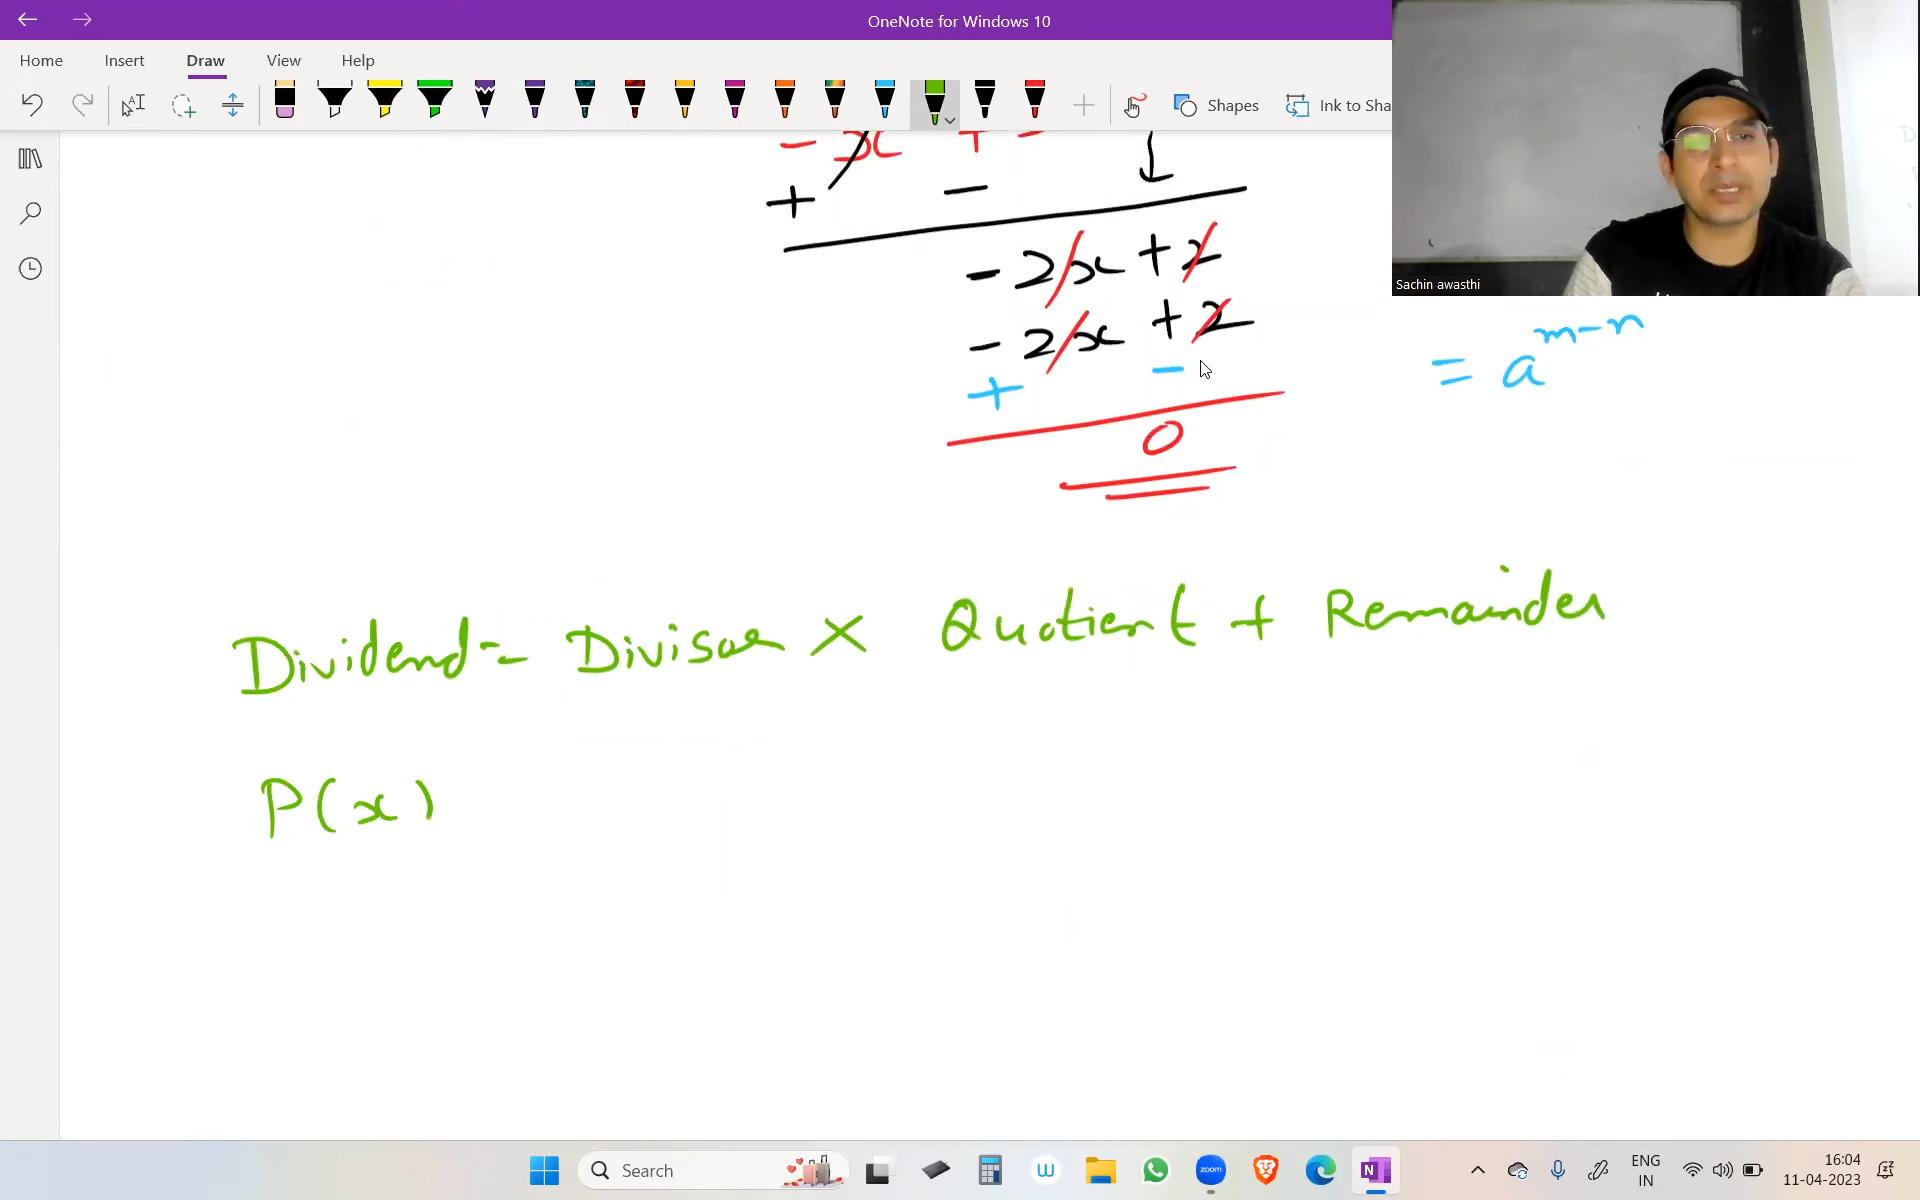 OneNote for Windows 10
Home Insert Draw View Help
Shapes Ink to Sha
Sachin awasthi
- x + -
+ -
- 2x + 2
- 2x + 2
+ -
0
= a^{m-n}
Dividend = Divisor × Quotient + Remainder
P(x)
Search
zoom
ENG
IN
16:04
11-04-2023